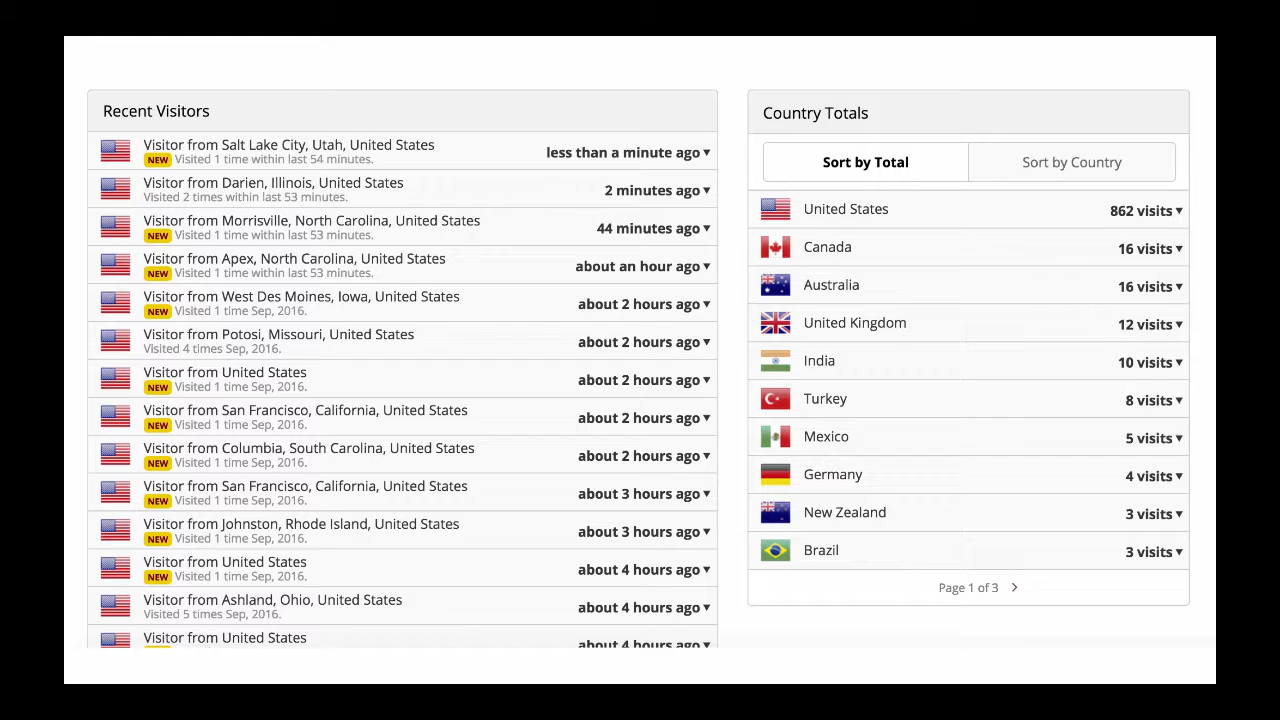 Recent Visitors
Visitor from Salt Lake City, Utah, United States
NEW Visited 1 time within last 54 minutes.
less than a minute ago ▾
Visitor from Darien, Illinois, United States
Visited 2 times within last 53 minutes.
2 minutes ago ▾
Visitor from Morrisville, North Carolina, United States
NEW Visited 1 time within last 53 minutes.
44 minutes ago ▾
Visitor from Apex, North Carolina, United States
NEW Visited 1 time within last 53 minutes.
about an hour ago ▾
Visitor from West Des Moines, Iowa, United States
NEW Visited 1 time Sep, 2016.
about 2 hours ago ▾
Visitor from Potosi, Missouri, United States
Visited 4 times Sep, 2016.
about 2 hours ago ▾
Visitor from United States
NEW Visited 1 time Sep, 2016.
about 2 hours ago ▾
Visitor from San Francisco, California, United States
NEW Visited 1 time Sep, 2016.
about 2 hours ago ▾
Visitor from Columbia, South Carolina, United States
NEW Visited 1 time Sep, 2016.
about 2 hours ago ▾
Visitor from San Francisco, California, United States
NEW Visited 1 time Sep, 2016.
about 3 hours ago ▾
Visitor from Johnston, Rhode Island, United States
NEW Visited 1 time Sep, 2016.
about 3 hours ago ▾
Visitor from United States
NEW Visited 1 time Sep, 2016.
about 4 hours ago ▾
Visitor from Ashland, Ohio, United States
Visited 5 times Sep, 2016.
about 4 hours ago ▾
Visitor from United States
about 4 hours ago ▾
Country Totals
Sort by Total
Sort by Country
United States 862 visits ▾
Canada 16 visits ▾
Australia 16 visits ▾
United Kingdom 12 visits ▾
India 10 visits ▾
Turkey 8 visits ▾
Mexico 5 visits ▾
Germany 4 visits ▾
New Zealand 3 visits ▾
Brazil 3 visits ▾
Page 1 of 3 >